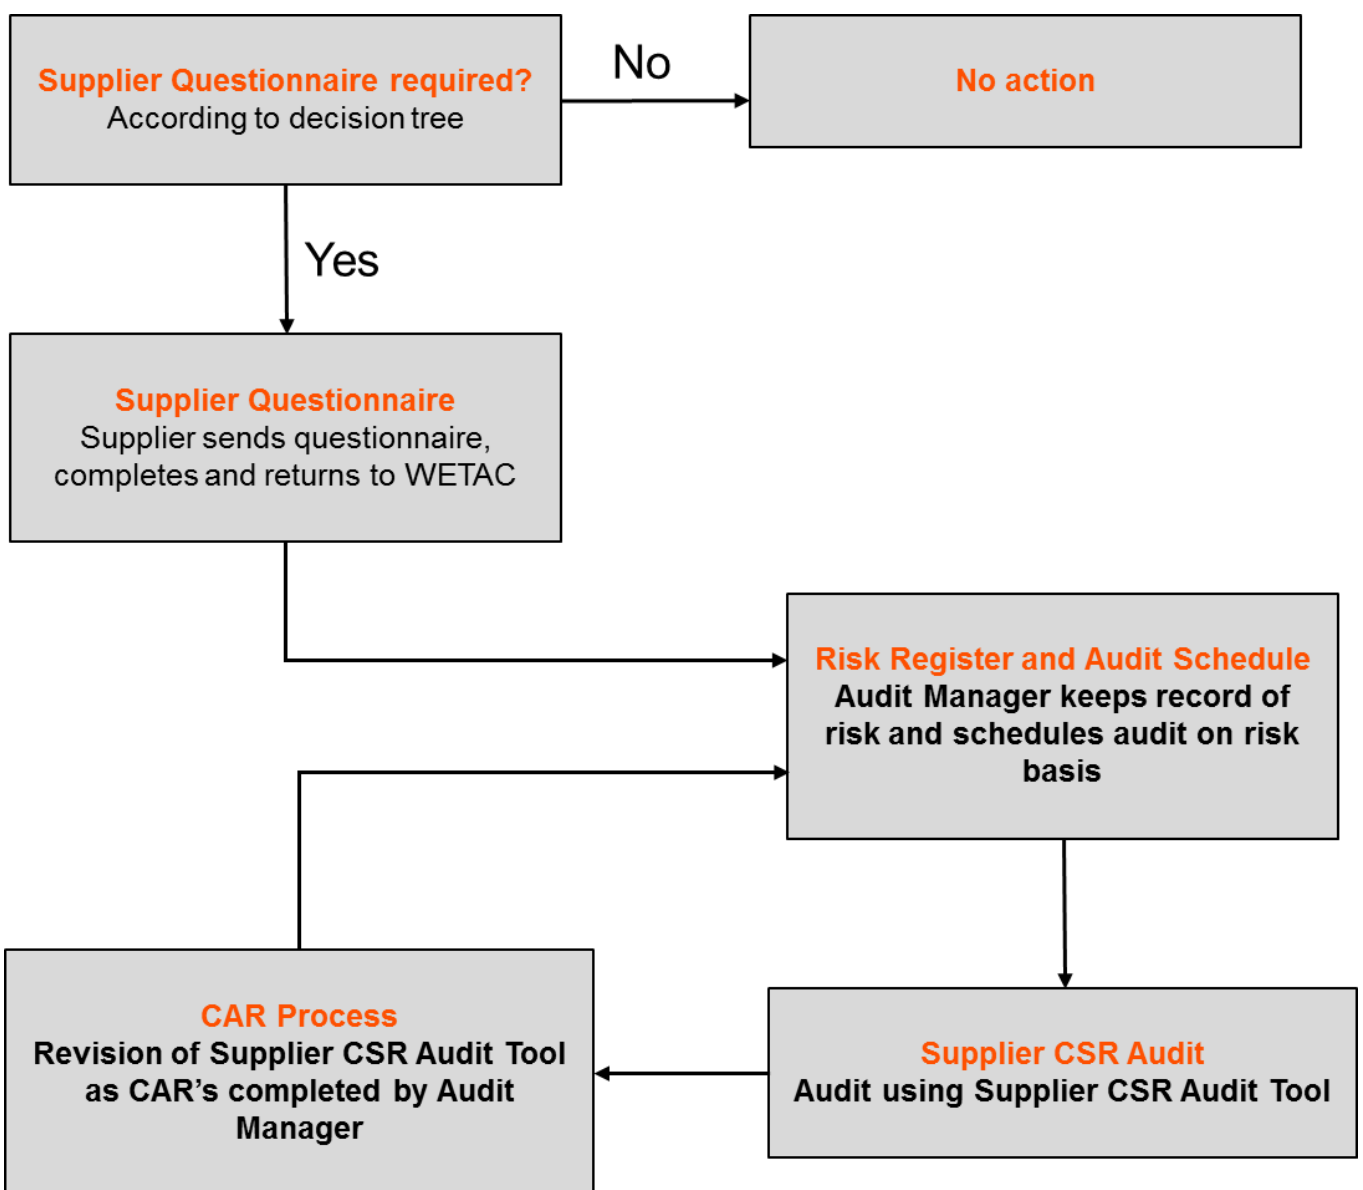 Supplier Questionnaire required?
According to decision tree
No
No action
Yes
Supplier Questionnaire
Supplier sends questionnaire,
completes and returns to WETAC
Risk Register and Audit Schedule
Audit Manager keeps record of
risk and schedules audit on risk
basis
CAR Process
Revision of Supplier CSR Audit Tool
as CAR's completed by Audit
Manager
Supplier CSR Audit
Audit using Supplier CSR Audit Tool